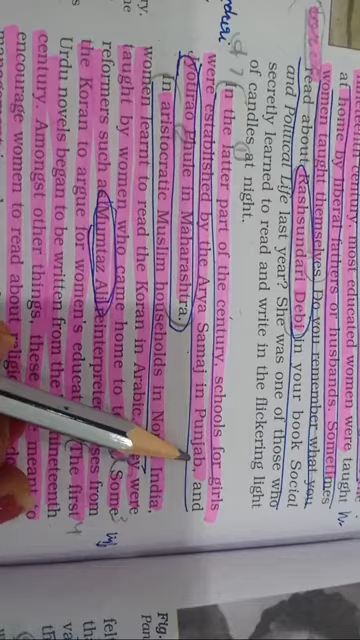 most educated women were taught
at home by liberal fathers or husbands. Sometimes
women taught themselves. Do you remember what you
read about Rashsundari Debi in your book Social
and Political Life last year? She was one of those who
secretly learned to read and write in the flickering light
of candles at night.
In the latter part of the century, schools for girls
were established by the Arya Samaj in Punjab, and
Jyotirao Phule in Maharashtra.
In aristocratic Muslim households in North India,
women learnt to read the Koran in Arabic. They were
taught by women who came home to Some
reformers such as Mumtaz Ali from
the Koran to argue for women's The first
Urdu novels began to be written from the nineteenth
century. Amongst other things, these meant to
encourage women to read about
Fig.
Pan
felt
tha
va
th